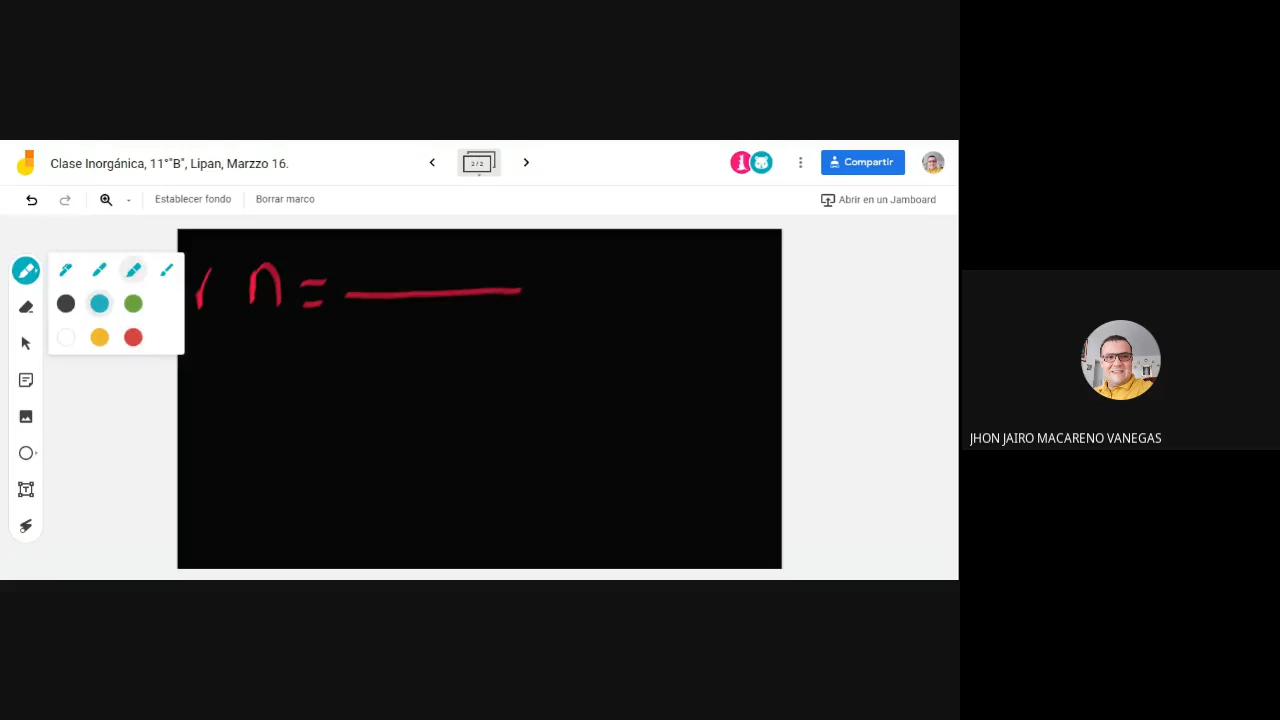 Clase Inorgánica, 11°"B", Lipan, Marzzo 16.
2/2
Compartir
Establecer fondo
Borrar marco
Abrir en un Jamboard
n =
JHON JAIRO MACARENO VANEGAS